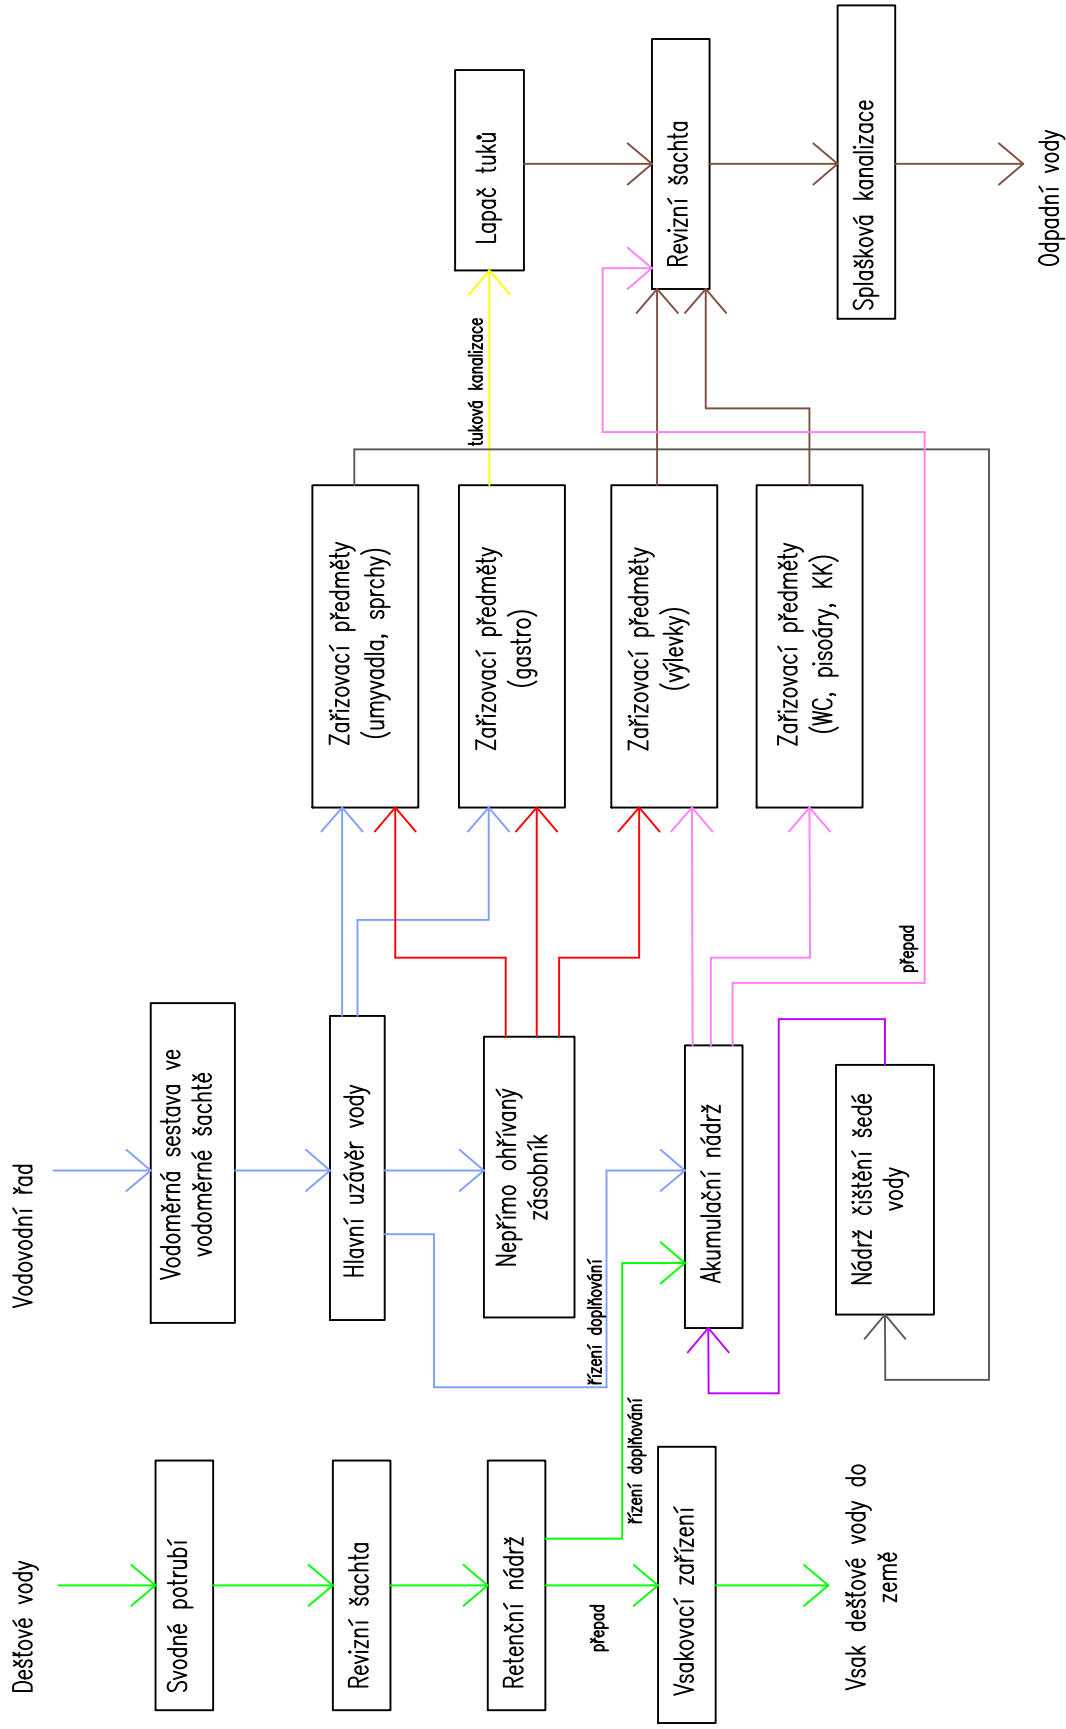 Dešťové vody
Svodné potrubí
Revizní šachta
Retenční nádrž
přepad
řízení doplňování
Vsakovací zařízení
Vsak dešťové vody do
země
Vodovodní řad
Vodoměrná sestava ve
vodoměrné šachtě
Hlavní uzávěr vody
Nepřímo ohřívaný
zásobník
řízení doplňování
Akumulační nádrž
Nádrž čištění šedé
vody
přepad
Zařizovací předměty
(umyvadla, sprchy)
Zařizovací předměty
(gastro)
Zařizovací předměty
(výlevky)
Zařizovací předměty
(WC, pisoáry, KK)
tuková kanalizace
Lapač tuků
Revizní šachta
Splašková kanalizace
Odpadní vody